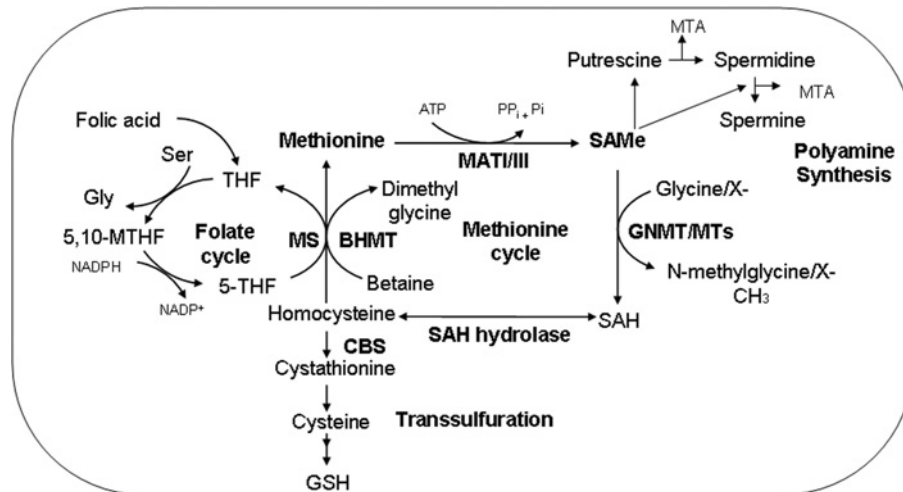 MTA
Putrescine
Spermidine
MTA
Spermine
Polyamine
Synthesis
ATP
PPi + Pi
Methionine
SAMe
MATI/III
Folic acid
Ser
THF
Gly
5,10-MTHF
NADPH
NADP+
5-THF
Folate
cycle
MS
BHMT
Dimethyl
glycine
Betaine
Methionine
cycle
Glycine/X-
GNMT/MTs
N-methylglycine/X-
CH3
Homocysteine
SAH hydrolase
SAH
CBS
Cystathionine
Cysteine
Transsulfuration
GSH